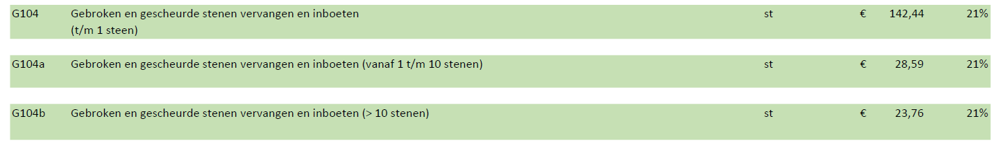 G104 Gebroken en gescheurde stenen vervangen en inboeten st € 142,44 21%
(t/m 1 steen)
G104a Gebroken en gescheurde stenen vervangen en inboeten (vanaf 1 t/m 10 stenen) st € 28,59 21%
G104b Gebroken en gescheurde stenen vervangen en inboeten (> 10 stenen) st € 23,76 21%